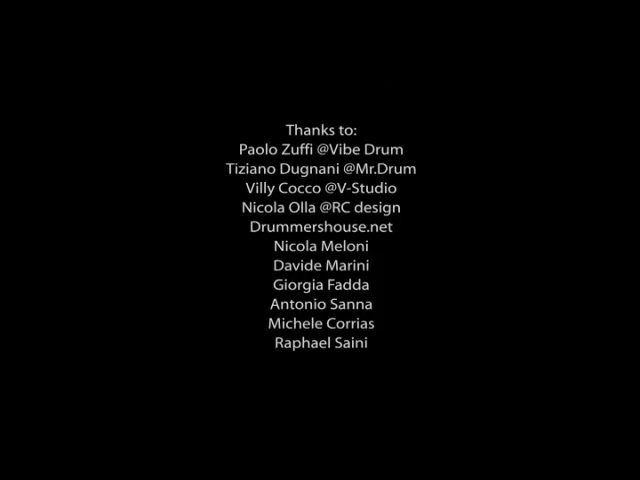 Thanks to:
Paolo Zuffi @Vibe Drum
Tiziano Dugnani @Mr.Drum
Villy Cocco @V-Studio
Nicola Olla @RC design
Drummershouse.net
Nicola Meloni
Davide Marini
Giorgia Fadda
Antonio Sanna
Michele Corrias
Raphael Saini